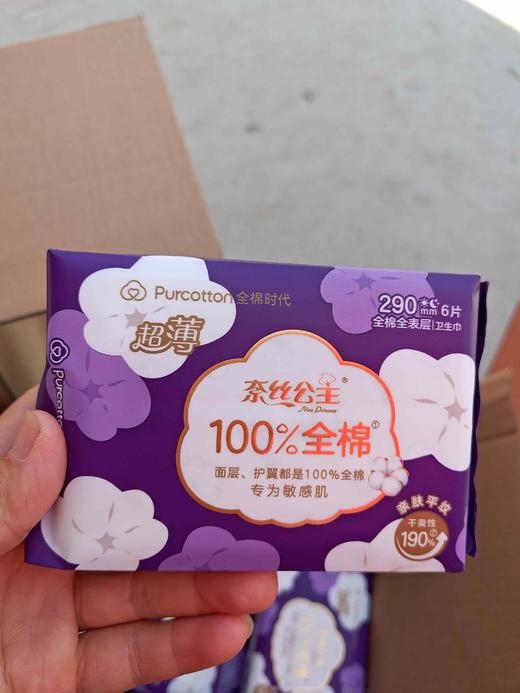 Purcotton 全棉时代
290mm 6片
全棉全表层|卫生巾
超薄
Purcotton
奈丝公主®
Nice Princess
100%全棉①
面层、护翼都是100%全棉
专为敏感肌
亲肤平纹
干爽性
190%②